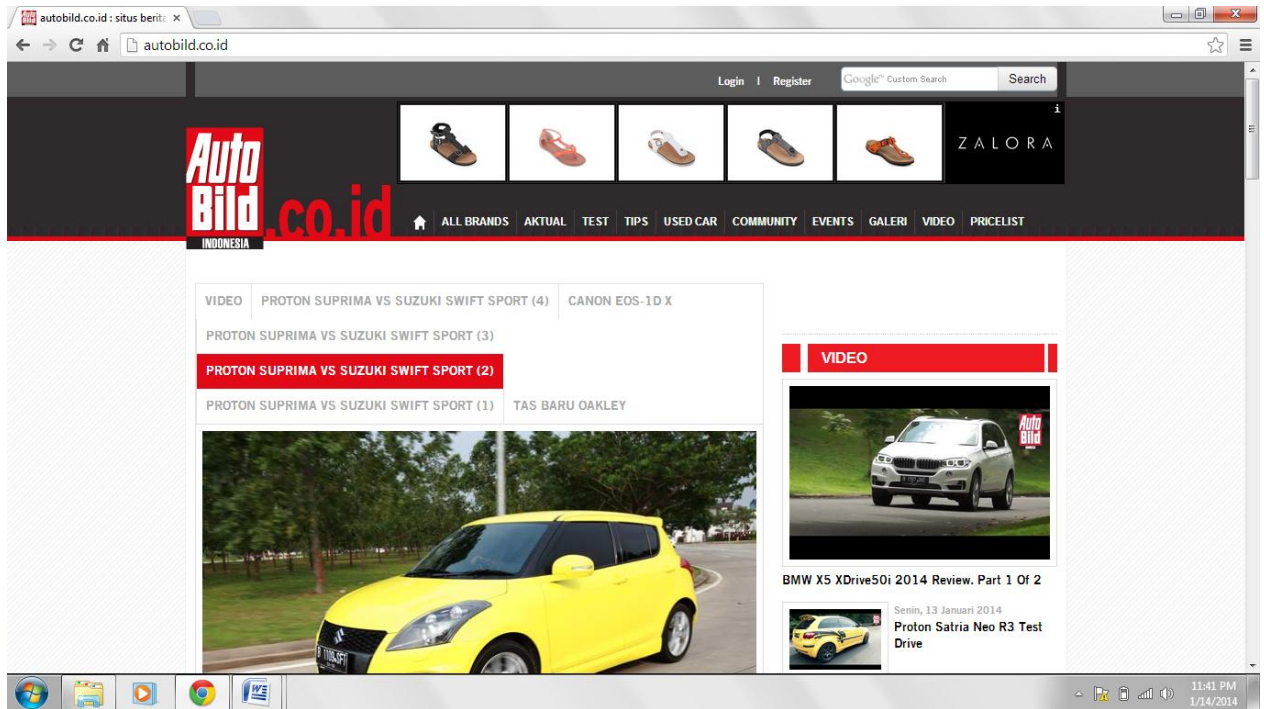 autobild.co.id : situs berita
autobild.co.id
Login | Register
Google™ Custom Search
Search
i
ZALORA
Auto
Bild
.co.id
INDONESIA
ALL BRANDS AKTUAL TEST TIPS USED CAR COMMUNITY EVENTS GALERI VIDEO PRICELIST
VIDEO PROTON SUPRIMA VS SUZUKI SWIFT SPORT (4) CANON EOS-1D X
PROTON SUPRIMA VS SUZUKI SWIFT SPORT (3)
PROTON SUPRIMA VS SUZUKI SWIFT SPORT (2)
PROTON SUPRIMA VS SUZUKI SWIFT SPORT (1) TAS BARU OAKLEY
VIDEO
Auto
Bild
BMW X5 XDrive50i 2014 Review. Part 1 Of 2
Senin, 13 Januari 2014
Proton Satria Neo R3 Test
Drive
11:41 PM
1/14/2014